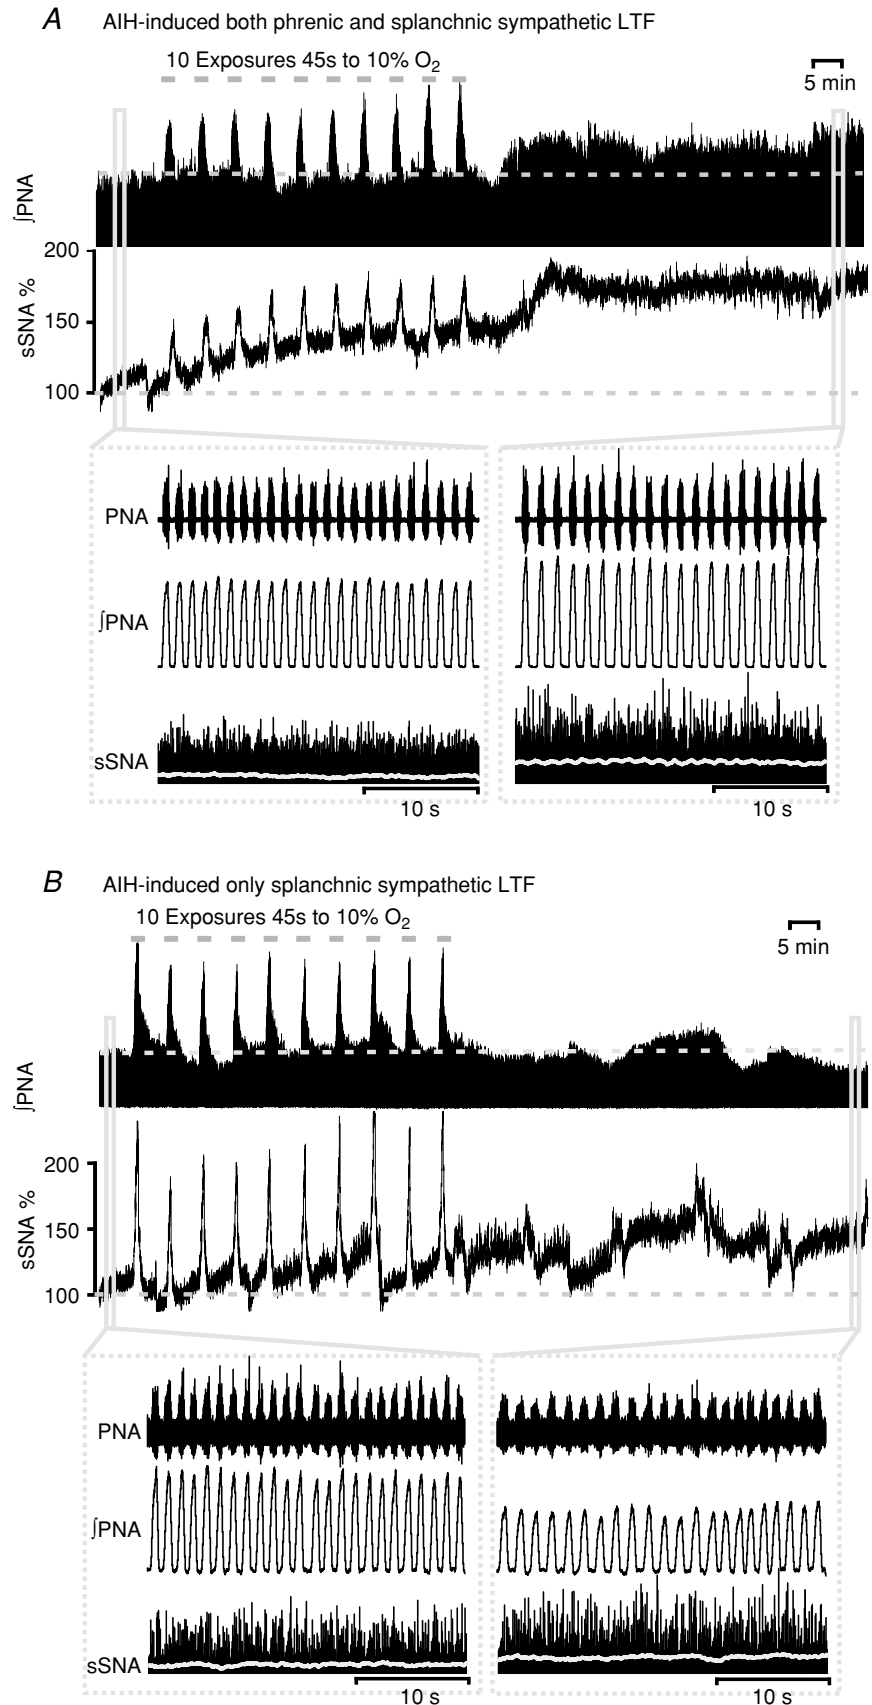 A AIH-induced both phrenic and splanchnic sympathetic LTF
10 Exposures 45s to 10% O₂
5 min
∫PNA
200
150
100
sSNA %
PNA
∫PNA
sSNA
10 s
10 s
B AIH-induced only splanchnic sympathetic LTF
10 Exposures 45s to 10% O₂
5 min
∫PNA
200
150
100
sSNA %
PNA
∫PNA
sSNA
10 s
10 s